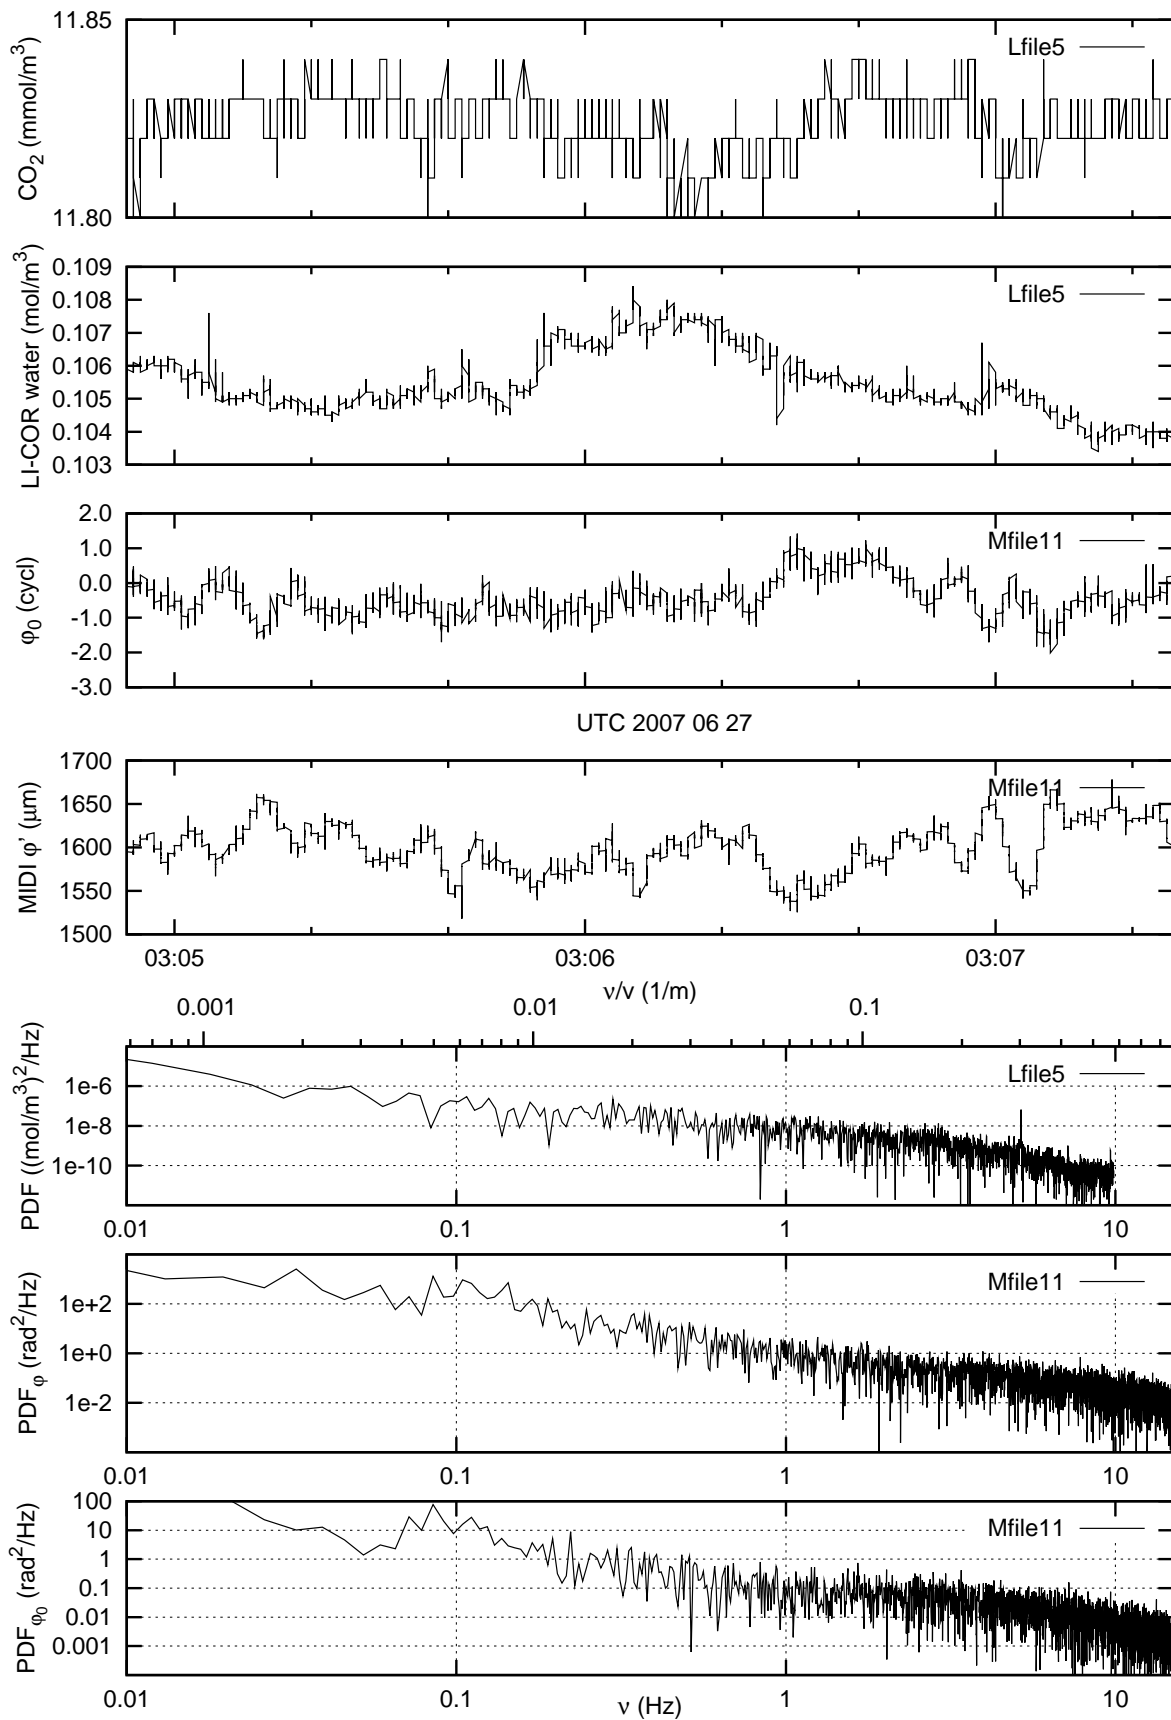 11.85
CO2 (mmol/m3)
Lfile5
11.80
0.109
0.108
0.107
0.106
0.105
0.104
0.103
LI-COR water (mol/m3)
Lfile5
2.0
1.0
0.0
-1.0
-2.0
-3.0
φ0 (cycl)
Mfile11
UTC 2007 06 27
1700
1650
1600
1550
1500
MIDI φ' (μm)
Mfile11
03:05 03:06 03:07
ν/v (1/m)
0.001 0.01 0.1
1e-6
1e-8
1e-10
PDF ((mol/m3)2/Hz)
Lfile5
0.01 0.1 1 10
1e+2
1e+0
1e-2
PDFφ (rad2/Hz)
Mfile11
0.01 0.1 1 10
100
10
1
0.1
0.01
0.001
PDFφ0 (rad2/Hz)
Mfile11
0.01 0.1 1 10
ν (Hz)